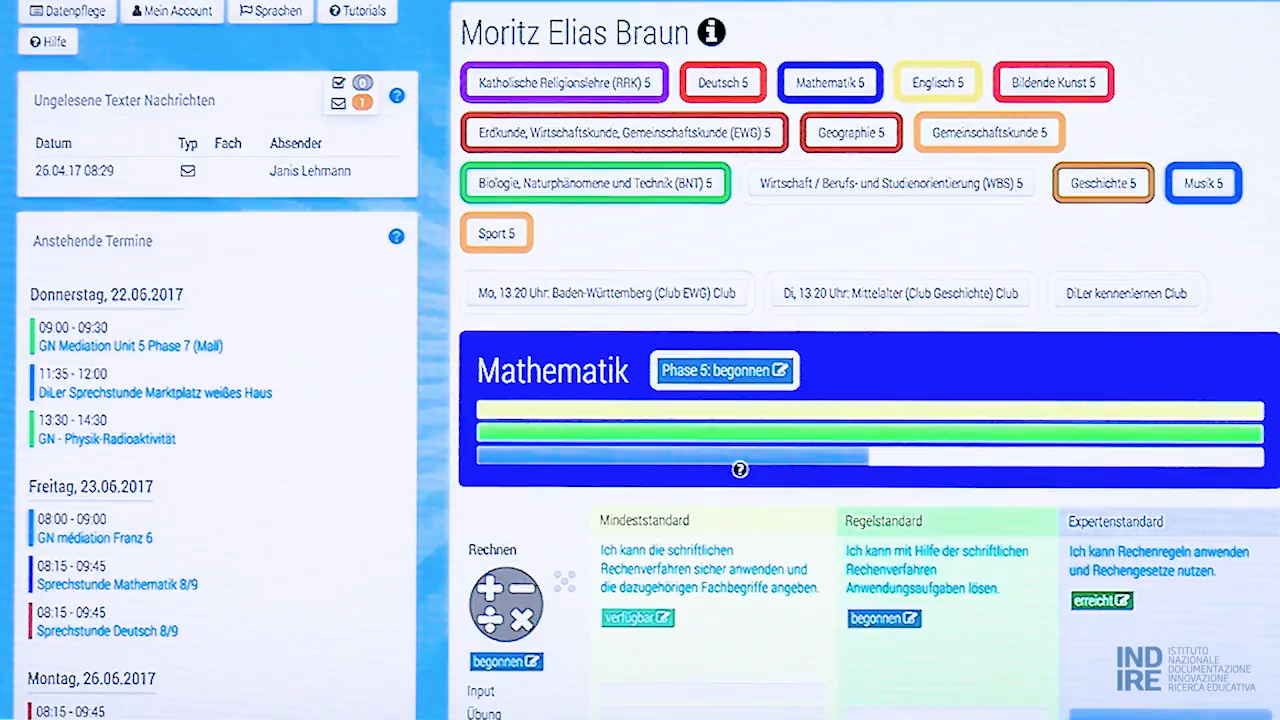 Datenpflege
Mein Account
Sprachen
Tutorials
Hilfe
Ungelesene Texter Nachrichten
0
1
Datum Typ Fach Absender
26.04.17 08:29 Janis Lehmann
Anstehende Termine
Donnerstag, 22.06.2017
09:00 - 09:30
GN Mediation Unit 5 Phase 7 (Mall)
11:35 - 12:00
DiLer Sprechstunde Marktplatz weißes Haus
13:30 - 14:30
GN - Physik-Radioaktivität
Freitag, 23.06.2017
08:00 - 09:00
GN médiation Franz 6
08:15 - 09:45
Sprechstunde Mathematik 8/9
08:15 - 09:45
Sprechstunde Deutsch 8/9
Montag, 26.06.2017
08:15 - 09:45
Moritz Elias Braun
Katholische Religionslehre (RRK) 5
Deutsch 5
Mathematik 5
Englisch 5
Bildende Kunst 5
Erdkunde, Wirtschaftskunde, Gemeinschaftskunde (EWG) 5
Geographie 5
Gemeinschaftskunde 5
Biologie, Naturphänomene und Technik (BNT) 5
Wirtschaft / Berufs- und Studienorientierung (WBS) 5
Geschichte 5
Musik 5
Sport 5
Mo, 13.20 Uhr: Baden-Württemberg (Club EWG) Club
Di, 13.20 Uhr: Mittelalter (Club Geschichte) Club
DiLer kennenlernen Club
Mathematik
Phase 5: begonnen
Rechnen
begonnen
Input
Übung
Mindeststandard
Ich kann die schriftlichen
Rechenverfahren sicher anwenden und
die dazugehörigen Fachbegriffe angeben.
verfügbar
Regelstandard
Ich kann mit Hilfe der schriftlichen
Rechenverfahren
Anwendungsaufgaben lösen.
begonnen
Expertenstandard
Ich kann Rechenregeln anwenden
und Rechengesetze nutzen.
erreicht
INDIRE
ISTITUTO
NAZIONALE
DOCUMENTAZIONE
INNOVAZIONE
RICERCA EDUCATIVA